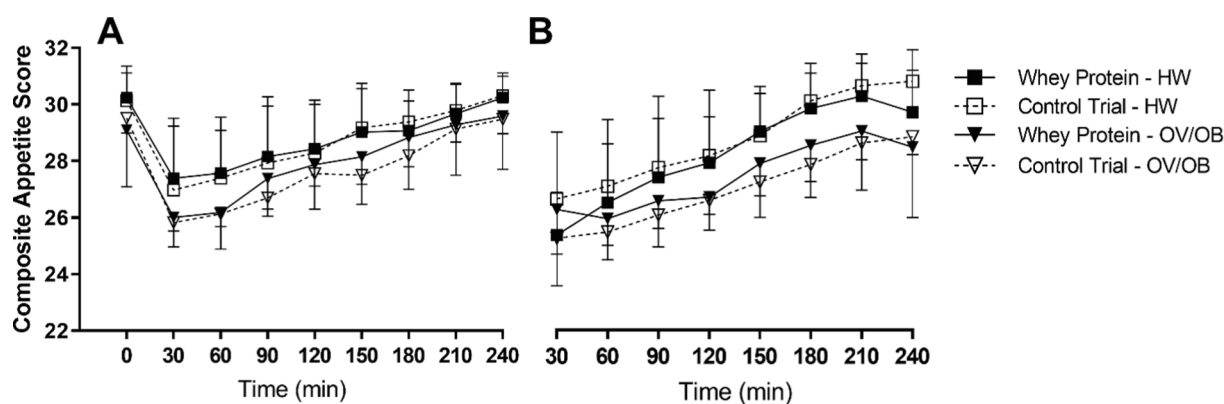 A
B
Composite Appetite Score
32
30
28
26
24
22
0 30 60 90 120 150 180 210 240
Time (min)
30 60 90 120 150 180 210 240
Time (min)
Whey Protein - HW
Control Trial - HW
Whey Protein - OV/OB
Control Trial - OV/OB